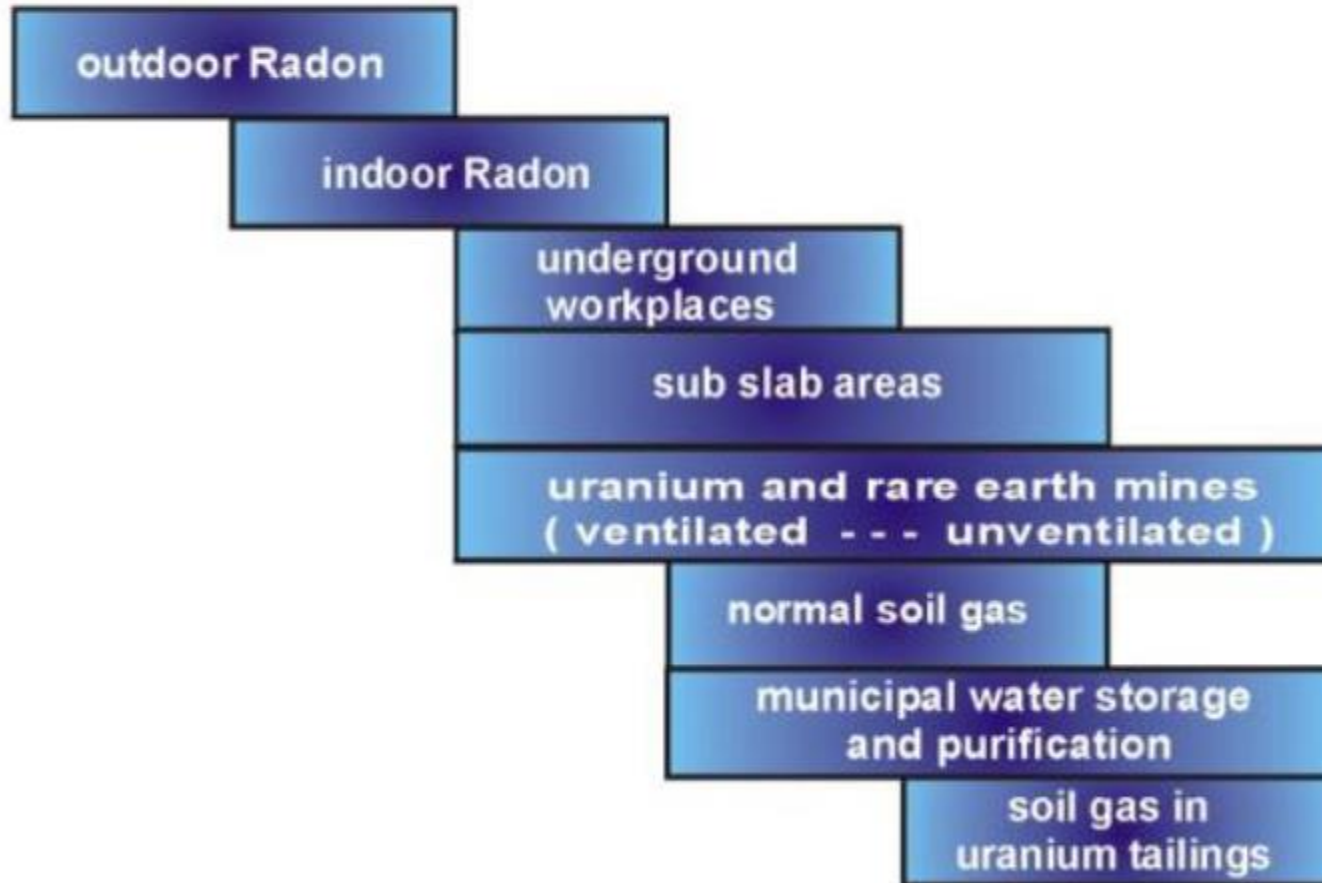 outdoor Radon
indoor Radon
underground
workplaces
sub slab areas
uranium and rare earth mines
( ventilated - - - unventilated )
normal soil gas
municipal water storage
and purification
soil gas in
uranium tailings